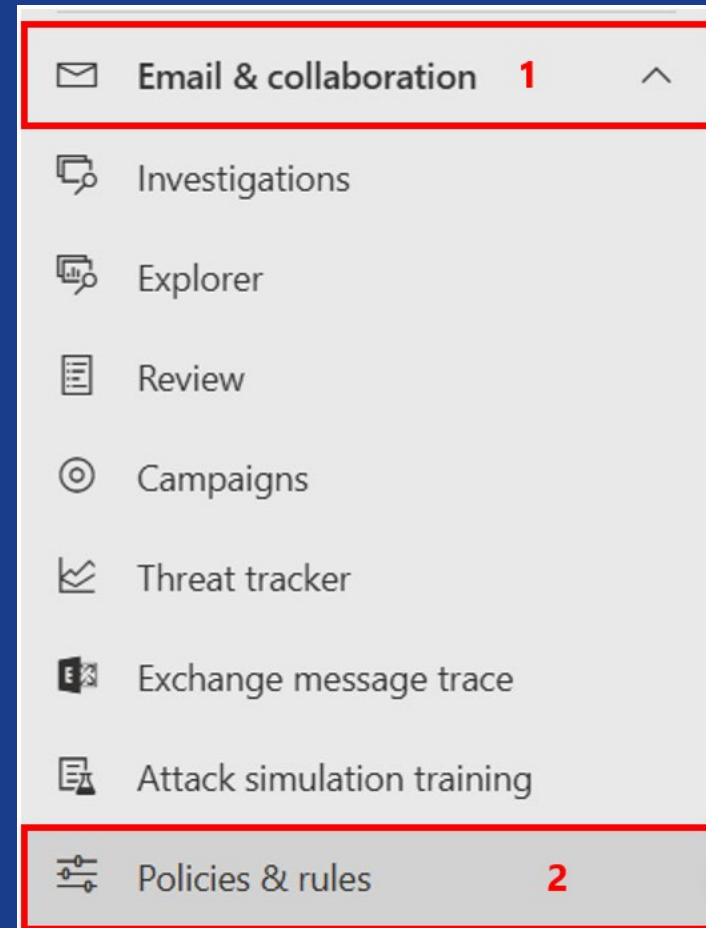 Email & collaboration 1
Investigations
Explorer
Review
Campaigns
Threat tracker
Exchange message trace
Attack simulation training
Policies & rules 2